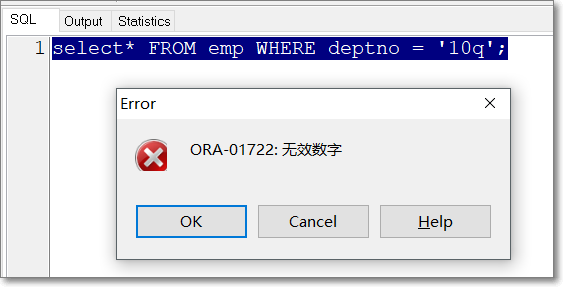 SQL Output Statistics
1 select* FROM emp WHERE deptno = '10q';
Error
ORA-01722: 无效数字
OK Cancel Help